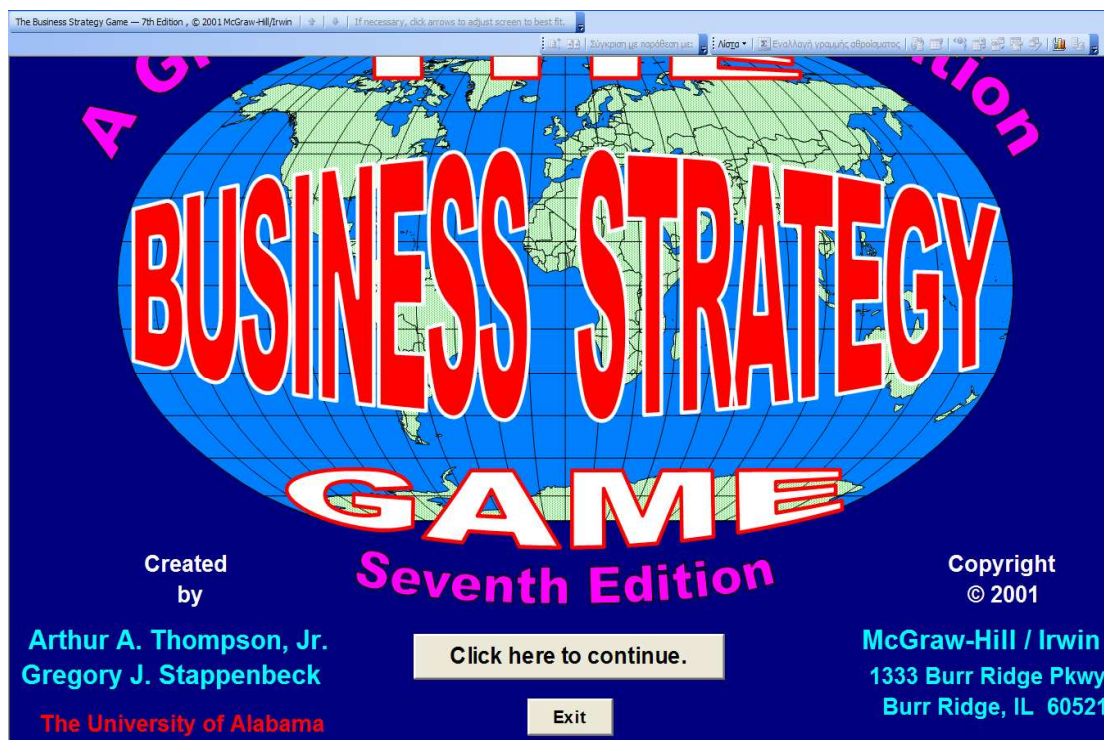 The Business Strategy Game — 7th Edition , © 2001 McGraw-Hill/Irwin
If necessary, click arrows to adjust screen to best fit.
Σύγκριση με παράθεση με:
Λίστα
Εναλλαγή γραμμής αθροίσματος
THE
BUSINESS STRATEGY
GAME
Seventh Edition
Created
by
Arthur A. Thompson, Jr.
Gregory J. Stappenbeck
The University of Alabama
Click here to continue.
Exit
Copyright
© 2001
McGraw-Hill / Irwin
1333 Burr Ridge Pkwy
Burr Ridge, IL 60521